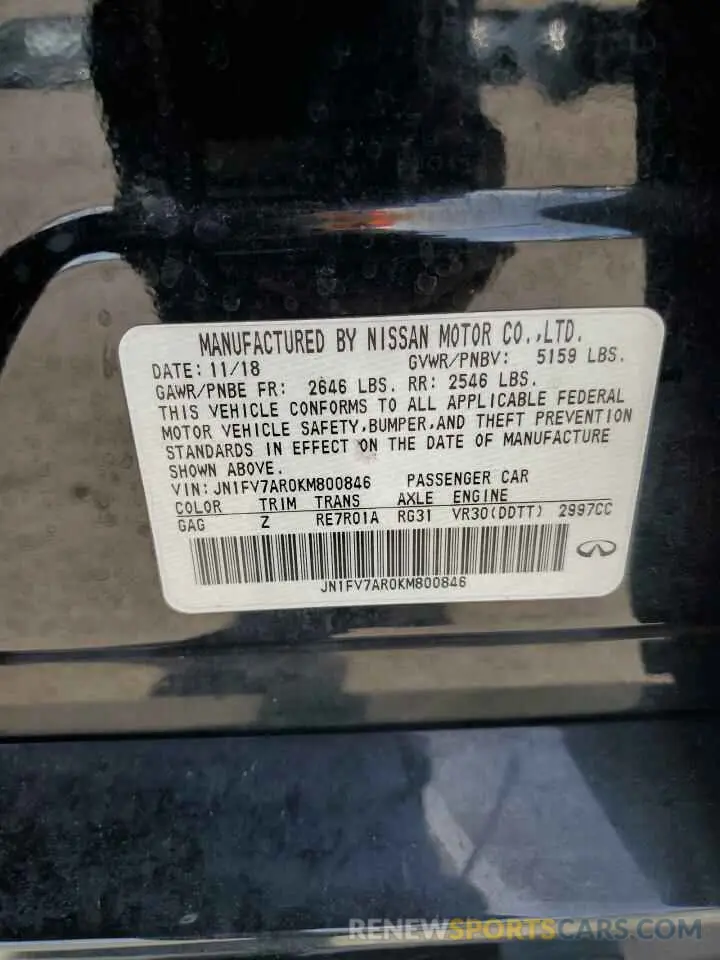 MANUFACTURED BY NISSAN MOTOR CO.,LTD.
DATE: 11/18 GVWR/PNBV: 5159 LBS.
GAWR/PNBE FR: 2646 LBS. RR: 2546 LBS.
THIS VEHICLE CONFORMS TO ALL APPLICABLE FEDERAL
MOTOR VEHICLE SAFETY,BUMPER,AND THEFT PREVENTION
STANDARDS IN EFFECT ON THE DATE OF MANUFACTURE
SHOWN ABOVE.
VIN:JN1FV7AR0KM800846 PASSENGER CAR
COLOR TRIM TRANS AXLE ENGINE
GAG Z RE7R01A RG31 VR30(DDTT) 2997CC
JN1FV7AR0KM800846
RENEWSPORTSCARS.COM